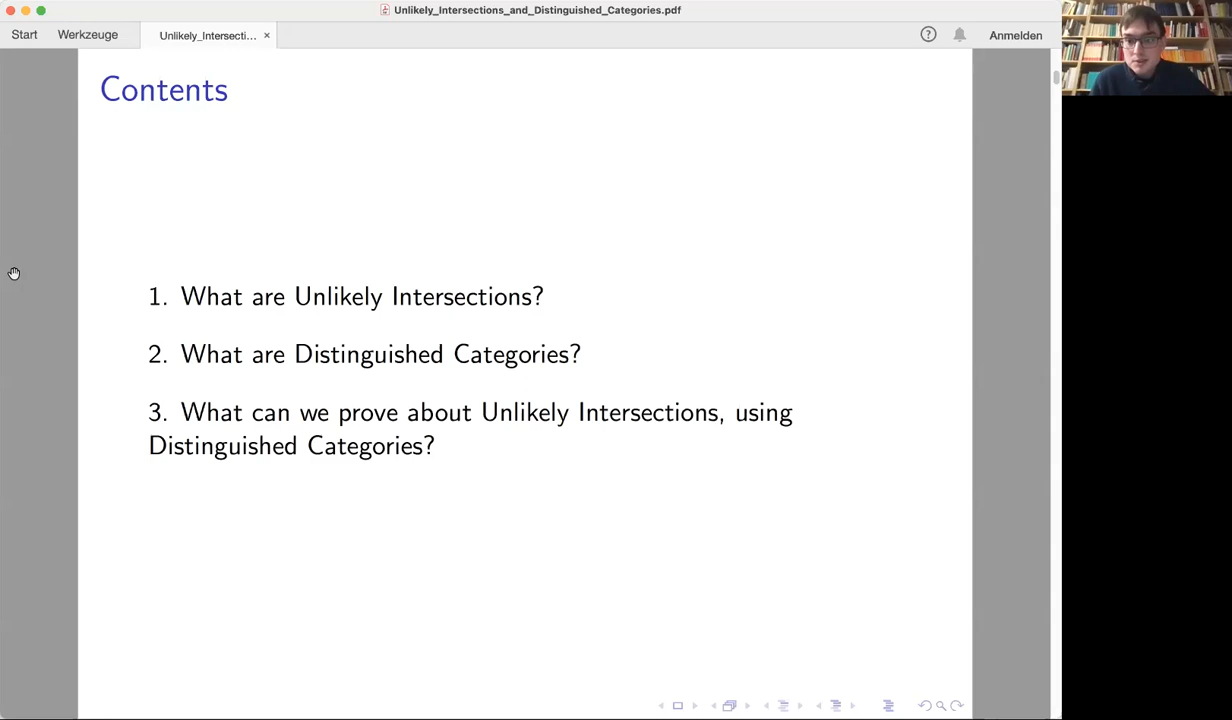 Unlikely_Intersections_and_Distinguished_Categories.pdf
Start Werkzeuge Unlikely_Intersecti... × ? Anmelden
Contents
1. What are Unlikely Intersections?
2. What are Distinguished Categories?
3. What can we prove about Unlikely Intersections, using
Distinguished Categories?